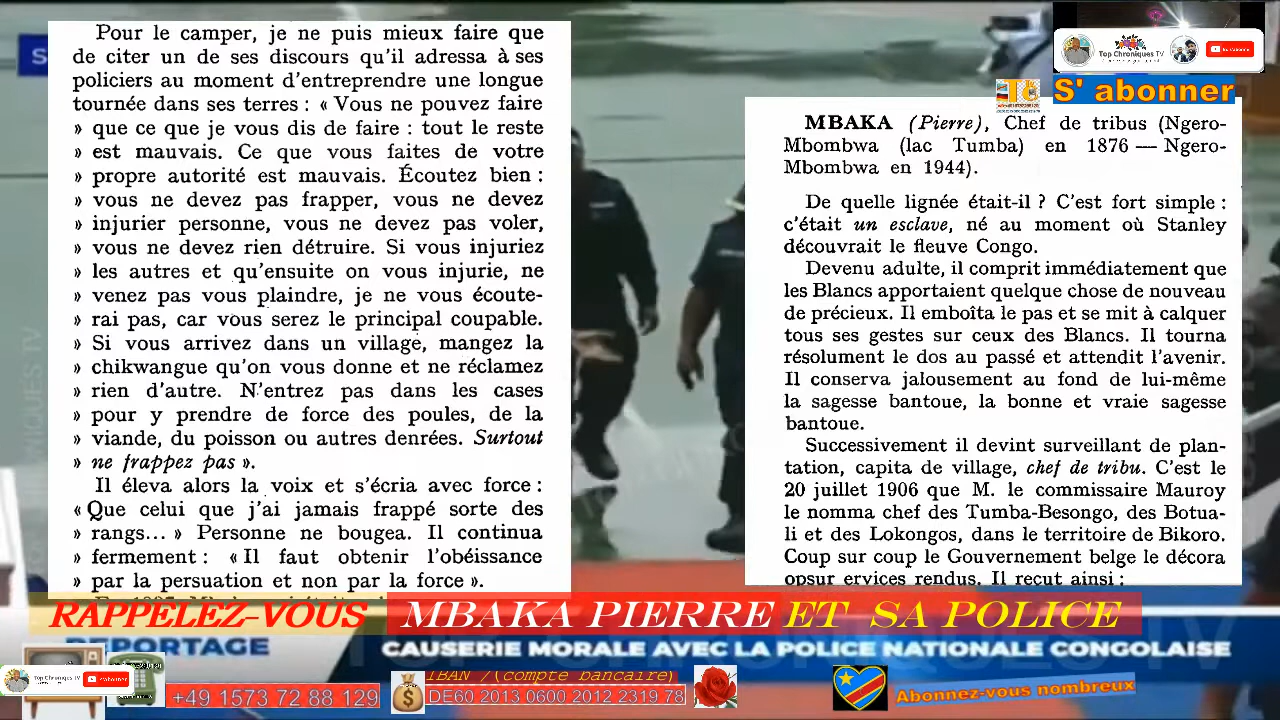 Pour le camper, je ne puis mieux faire que
de citer un de ses discours qu'il adressa à ses
policiers au moment d'entreprendre une longue
tournée dans ses terres : « Vous ne pouvez faire
» que ce que je vous dis de faire : tout le reste
» est mauvais. Ce que vous faites de votre
» propre autorité est mauvais. Écoutez bien :
» vous ne devez pas frapper, vous ne devez
» injurier personne, vous ne devez pas voler,
» vous ne devez rien détruire. Si vous injuriez
» les autres et qu'ensuite on vous injurie, ne
» venez pas vous plaindre, je ne vous écoute-
» rai pas, car vous serez le principal coupable.
» Si vous arrivez dans un village, mangez la
» chikwangue qu'on vous donne et ne réclamez
» rien d'autre. N'entrez pas dans les cases
» pour y prendre de force des poules, de la
» viande, du poisson ou autres denrées. Surtout
» ne frappez pas ».
Il éleva alors la voix et s'écria avec force :
« Que celui que j'ai jamais frappé sorte des
» rangs... » Personne ne bougea. Il continua
» fermement : « Il faut obtenir l'obéissance
» par la persuation et non par la force ».
Top Chroniques TV
S'abonner
S' abonner
MBAKA (Pierre), Chef de tribus (Ngero-
Mbombwa (lac Tumba) en 1876 — Ngero-
Mbombwa en 1944).
De quelle lignée était-il ? C'est fort simple :
c'était un esclave, né au moment où Stanley
découvrait le fleuve Congo.
Devenu adulte, il comprit immédiatement que
les Blancs apportaient quelque chose de nouveau
de précieux. Il emboîta le pas et se mit à calquer
tous ses gestes sur ceux des Blancs. Il tourna
résolument le dos au passé et attendit l'avenir.
Il conserva jalousement au fond de lui-même
la sagesse bantoue, la bonne et vraie sagesse
bantoue.
Successivement il devint surveillant de plan-
tation, capita de village, chef de tribu. C'est le
20 juillet 1906 que M. le commissaire Mauroy
le nomma chef des Tumba-Besongo, des Botua-
li et des Lokongos, dans le territoire de Bikoro.
Coup sur coup le Gouvernement belge le décora
opsur ervices rendus. Il reçut ainsi :
RAPPELEZ-VOUS MBAKA PIERRE ET SA POLICE
REPORTAGE
CAUSERIE MORALE AVEC LA POLICE NATIONALE CONGOLAISE
Top Chroniques TV
S'abonner
+49 1573 72 88 129
IBAN /(compte bancaire)
DE60 2013 0600 2012 2319 78
Abonnez-vous nombreux